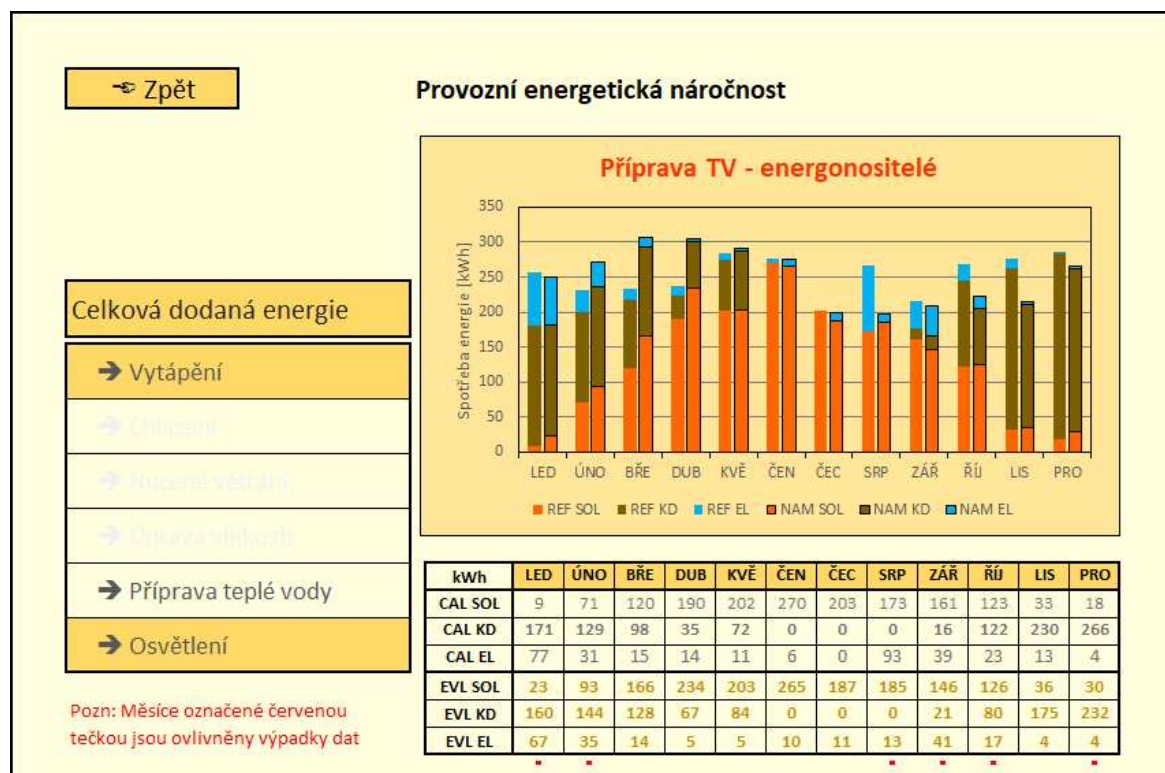 Zpět
Provozní energetická náročnost
Příprava TV - energonositelé
Spotřeba energie [kWh]
350
300
250
200
150
100
50
0
LED ÚNO BŘE DUB KVĚ ČEN ČEC SRP ZÁŘ ŘÍJ LIS PRO
REF SOL REF KD REF EL NAM SOL NAM KD NAM EL
Celková dodaná energie
➔ Vytápění
➔ Chlazení
➔ Nucené větrání
➔ Úprava vlhkosti
➔ Příprava teplé vody
➔ Osvětlení
Pozn: Měsíce označené červenou
tečkou jsou ovlivněny výpadky dat
kWh LED ÚNO BŘE DUB KVĚ ČEN ČEC SRP ZÁŘ ŘÍJ LIS PRO
CAL SOL 9 71 120 190 202 270 203 173 161 123 33 18
CAL KD 171 129 98 35 72 0 0 0 16 122 230 266
CAL EL 77 31 15 14 11 6 0 93 39 23 13 4
EVL SOL 23 93 166 234 203 265 187 185 146 126 36 30
EVL KD 160 144 128 67 84 0 0 0 21 80 175 232
EVL EL 67 35 14 5 5 10 11 13 41 17 4 4